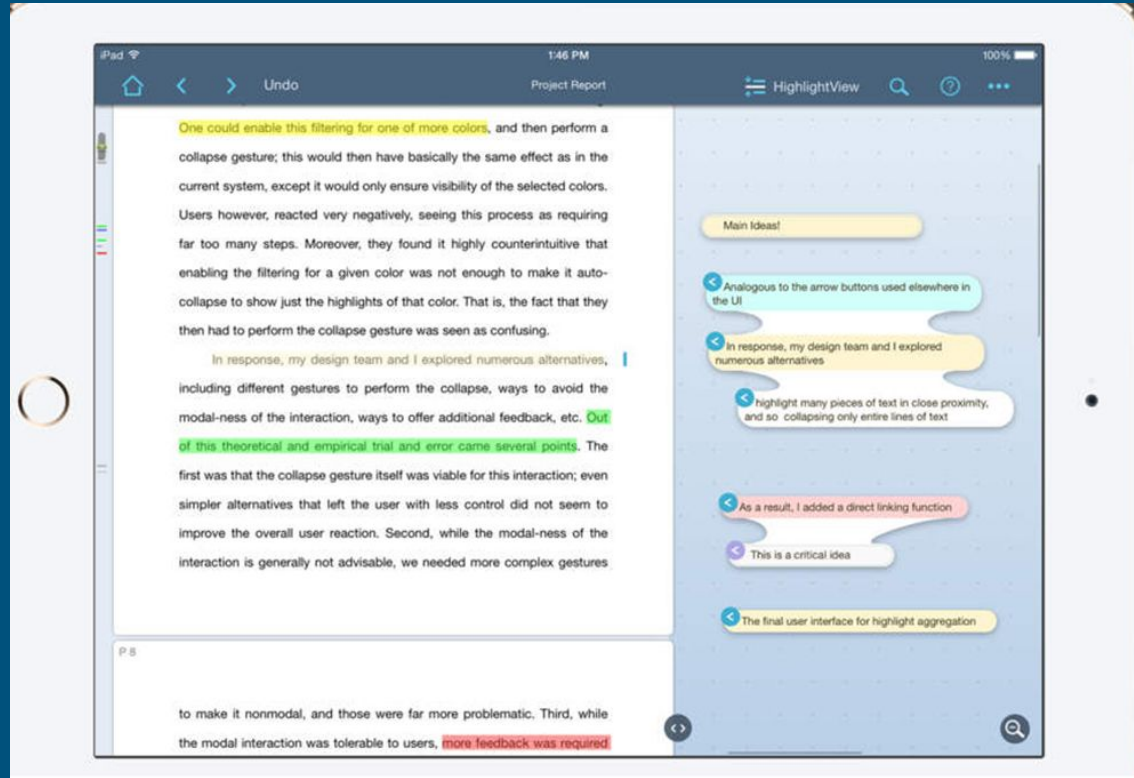 iPad
1:46 PM
100%
Undo
Project Report
HighlightView
One could enable this filtering for one of more colors, and then perform a
collapse gesture; this would then have basically the same effect as in the
current system, except it would only ensure visibility of the selected colors.
Users however, reacted very negatively, seeing this process as requiring
far too many steps. Moreover, they found it highly counterintuitive that
enabling the filtering for a given color was not enough to make it auto-
collapse to show just the highlights of that color. That is, the fact that they
then had to perform the collapse gesture was seen as confusing.
In response, my design team and I explored numerous alternatives,
including different gestures to perform the collapse, ways to avoid the
modal-ness of the interaction, ways to offer additional feedback, etc. Out
of this theoretical and empirical trial and error came several points. The
first was that the collapse gesture itself was viable for this interaction; even
simpler alternatives that left the user with less control did not seem to
improve the overall user reaction. Second, while the modal-ness of the
interaction is generally not advisable, we needed more complex gestures
P 8
to make it nonmodal, and those were far more problematic. Third, while
the modal interaction was tolerable to users, more feedback was required
Main Ideas!
Analogous to the arrow buttons used elsewhere in
the UI
In response, my design team and I explored
numerous alternatives
highlight many pieces of text in close proximity,
and so collapsing only entire lines of text
As a result, I added a direct linking function
This is a critical idea
The final user interface for highlight aggregation